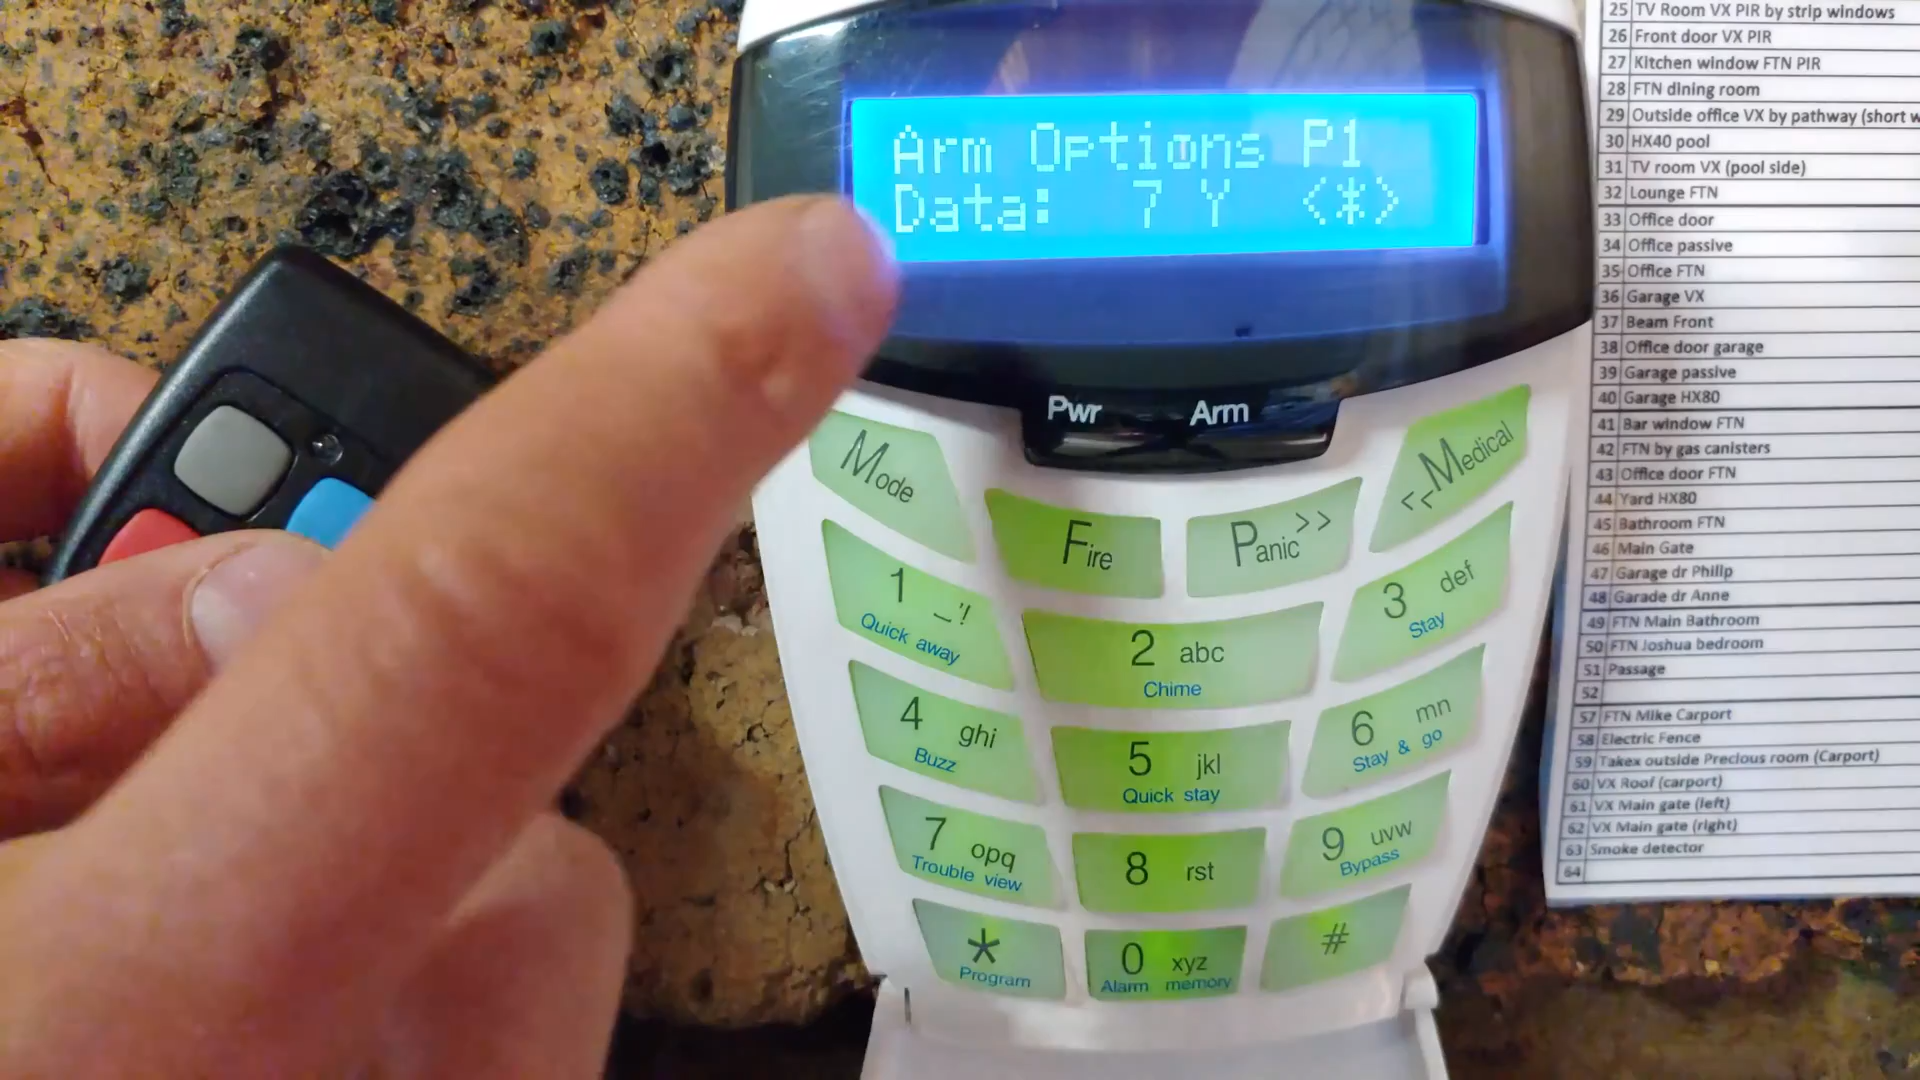 Arm Options P1
Data: 7 Y <*>
Pwr Arm
Mode
Fire
Panic >>
<<Medical
1 _'!
Quick away
2 abc
Chime
3 def
Stay
4 ghi
Buzz
5 jkl
Quick stay
6 mn
Stay & go
7 opq
Trouble view
8 rst
9 uvw
Bypass
*
Program
0 xyz
Alarm memory
#
25 TV Room VX PIR by strip windows
26 Front door VX PIR
27 Kitchen window FTN PIR
28 FTN dining room
29 Outside office VX by pathway (short w
30 HX40 pool
31 TV room VX (pool side)
32 Lounge FTN
33 Office door
34 Office passive
35 Office FTN
36 Garage VX
37 Beam Front
38 Office door garage
39 Garage passive
40 Garage HX80
41 Bar window FTN
42 FTN by gas canisters
43 Office door FTN
44 Yard HX80
45 Bathroom FTN
46 Main Gate
47 Garage dr Philip
48 Garade dr Anne
49 FTN Main Bathroom
50 FTN Joshua bedroom
51 Passage
52
57 FTN Mike Carport
58 Electric Fence
59 Takex outside Precious room (Carport)
60 VX Roof (carport)
61 VX Main gate (left)
62 VX Main gate (right)
63 Smoke detector
64